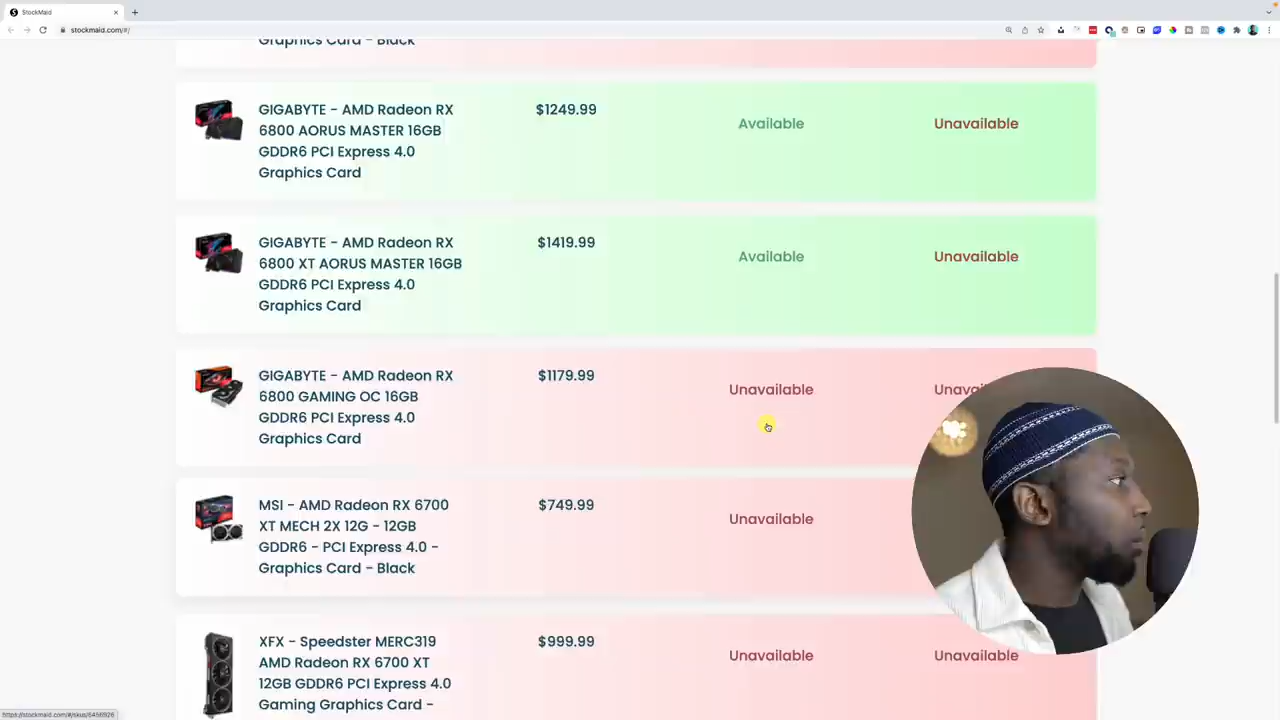 StockMaid
stockmaid.com/#/
Graphics Card - Black
GIGABYTE - AMD Radeon RX
6800 AORUS MASTER 16GB
GDDR6 PCI Express 4.0
Graphics Card
$1249.99
Available
Unavailable
GIGABYTE - AMD Radeon RX
6800 XT AORUS MASTER 16GB
GDDR6 PCI Express 4.0
Graphics Card
$1419.99
Available
Unavailable
GIGABYTE - AMD Radeon RX
6800 GAMING OC 16GB
GDDR6 PCI Express 4.0
Graphics Card
$1179.99
Unavailable
MSI - AMD Radeon RX 6700
XT MECH 2X 12G - 12GB
GDDR6 - PCI Express 4.0 -
Graphics Card - Black
$749.99
Unavailable
XFX - Speedster MERC319
AMD Radeon RX 6700 XT
12GB GDDR6 PCI Express 4.0
Gaming Graphics Card -
$999.99
Unavailable
Unavailable
https://stockmaid.com/#/skus/6456926